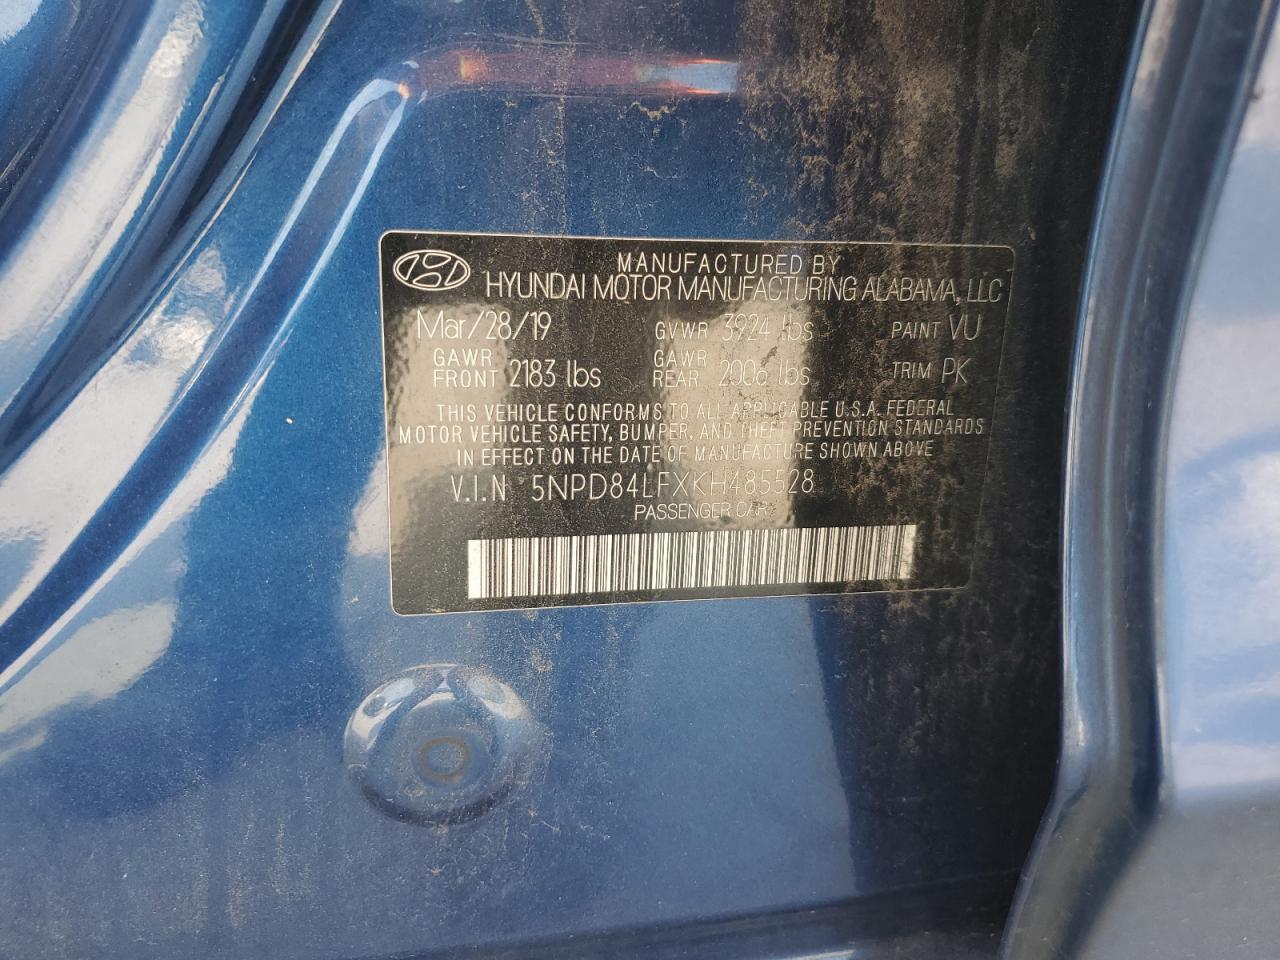 MANUFACTURED BY
HYUNDAI MOTOR MANUFACTURING ALABAMA, LLC
Mar/28/19 GVWR 3924 lbs PAINT VU
GAWR FRONT 2183 lbs GAWR REAR 2006 lbs TRIM PK
THIS VEHICLE CONFORMS TO ALL APPLICABLE U.S.A. FEDERAL
MOTOR VEHICLE SAFETY, BUMPER, AND THEFT PREVENTION STANDARDS
IN EFFECT ON THE DATE OF MANUFACTURE SHOWN ABOVE
V.I.N 5NPD84LFXKH485528
PASSENGER CAR